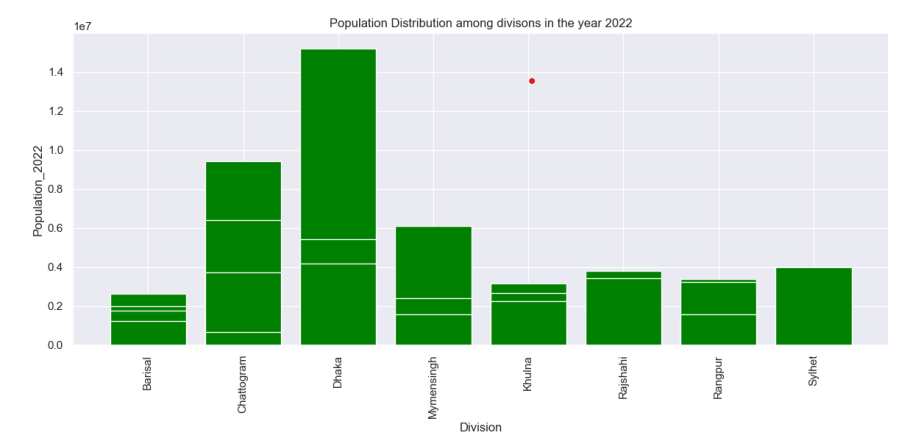 Population Distribution among divisons in the year 2022
1e7
1.4
1.2
1.0
0.8
0.6
0.4
0.2
0.0
Population_2022
Barisal
Chattogram
Dhaka
Mymensingh
Khulna
Rajshahi
Rangpur
Sylhet
Division